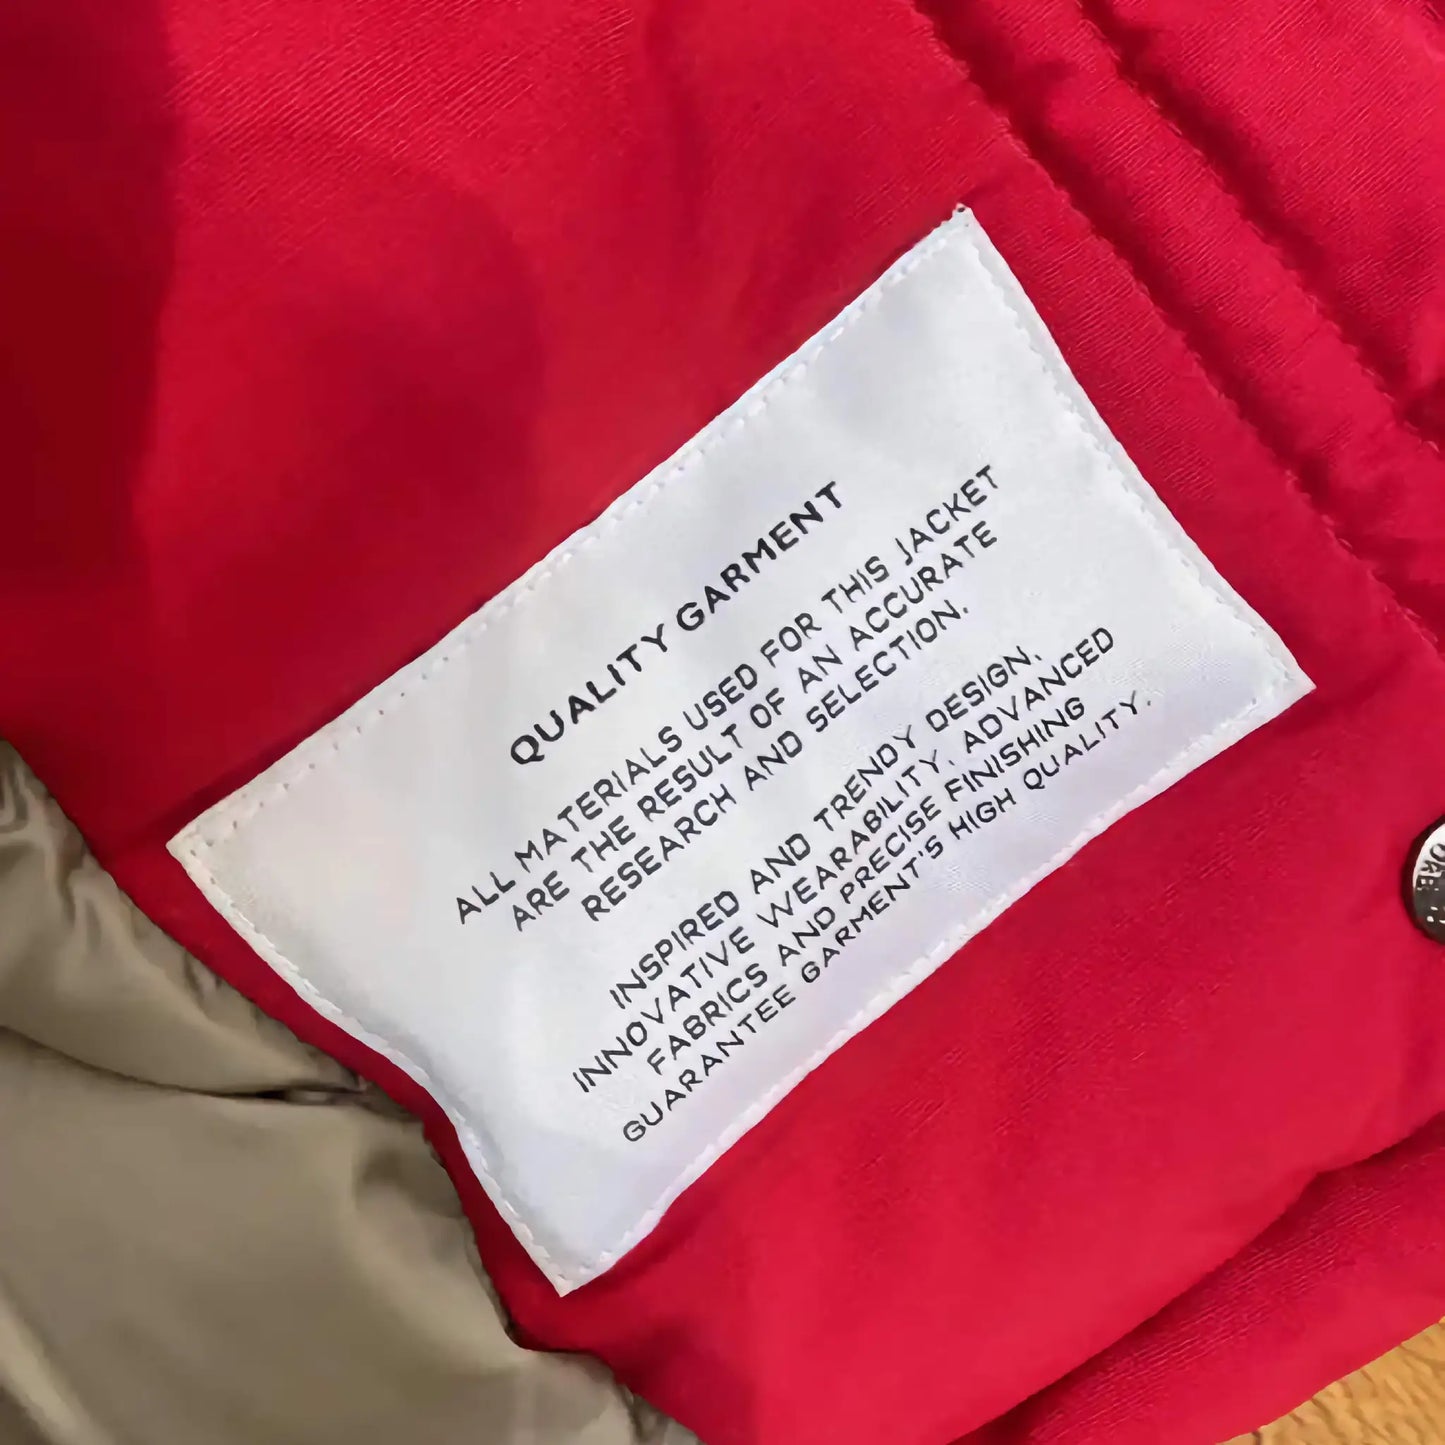 QUALITY GARMENT
ALL MATERIALS USED FOR THIS JACKET
ARE THE RESULT OF AN ACCURATE
RESEARCH AND SELECTION.
INSPIRED AND TRENDY DESIGN,
INNOVATIVE WEARABILITY, ADVANCED
FABRICS AND PRECISE FINISHING
GUARANTEE GARMENT'S HIGH QUALITY.